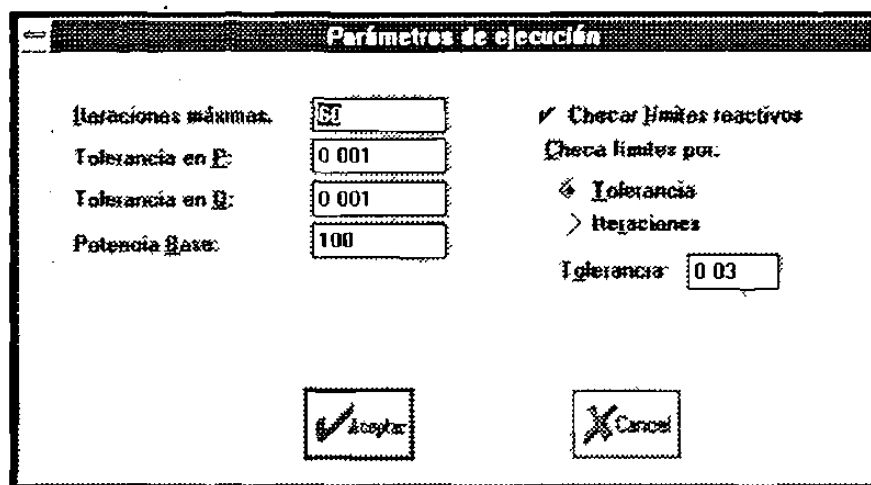 Parámetros de ejecución
Iteraciones máximas.
60
Tolerancia en P:
0 001
Tolerancia en Q:
0 001
Potencia Base:
100
✔ Checar límites reactivos
Checa límites por:
Tolerancia
Iteraciones
Tolerancia
0 03
Aceptar
Cancel